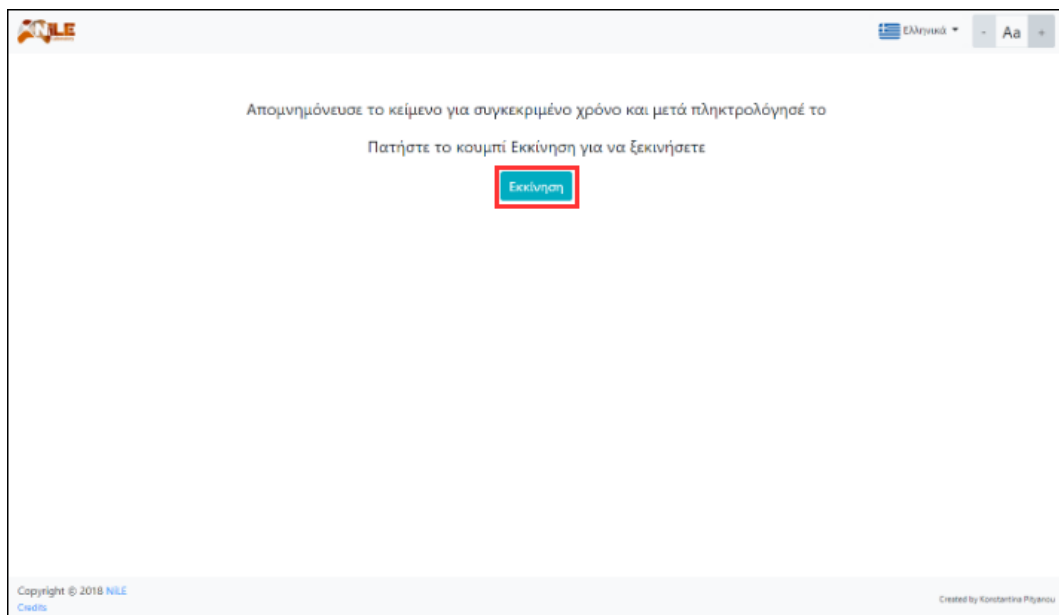 NiLE
Ελληνικά
- Aa +
Απομνημόνευσε το κείμενο για συγκεκριμένο χρόνο και μετά πληκτρολόγησέ το
Πατήστε το κουμπί Εκκίνηση για να ξεκινήσετε
Εκκίνηση
Copyright © 2018 NiLE
Credits
Created by Konstantina Pityanou